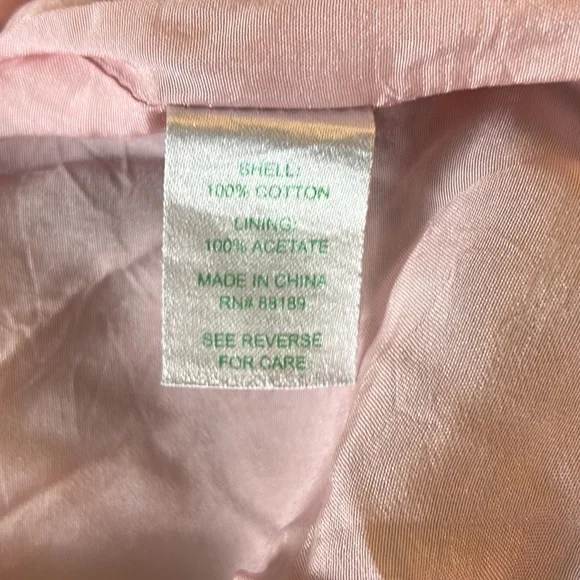 SHELL:
100% COTTON
LINING:
100% ACETATE
MADE IN CHINA
RN# 88189
SEE REVERSE
FOR CARE